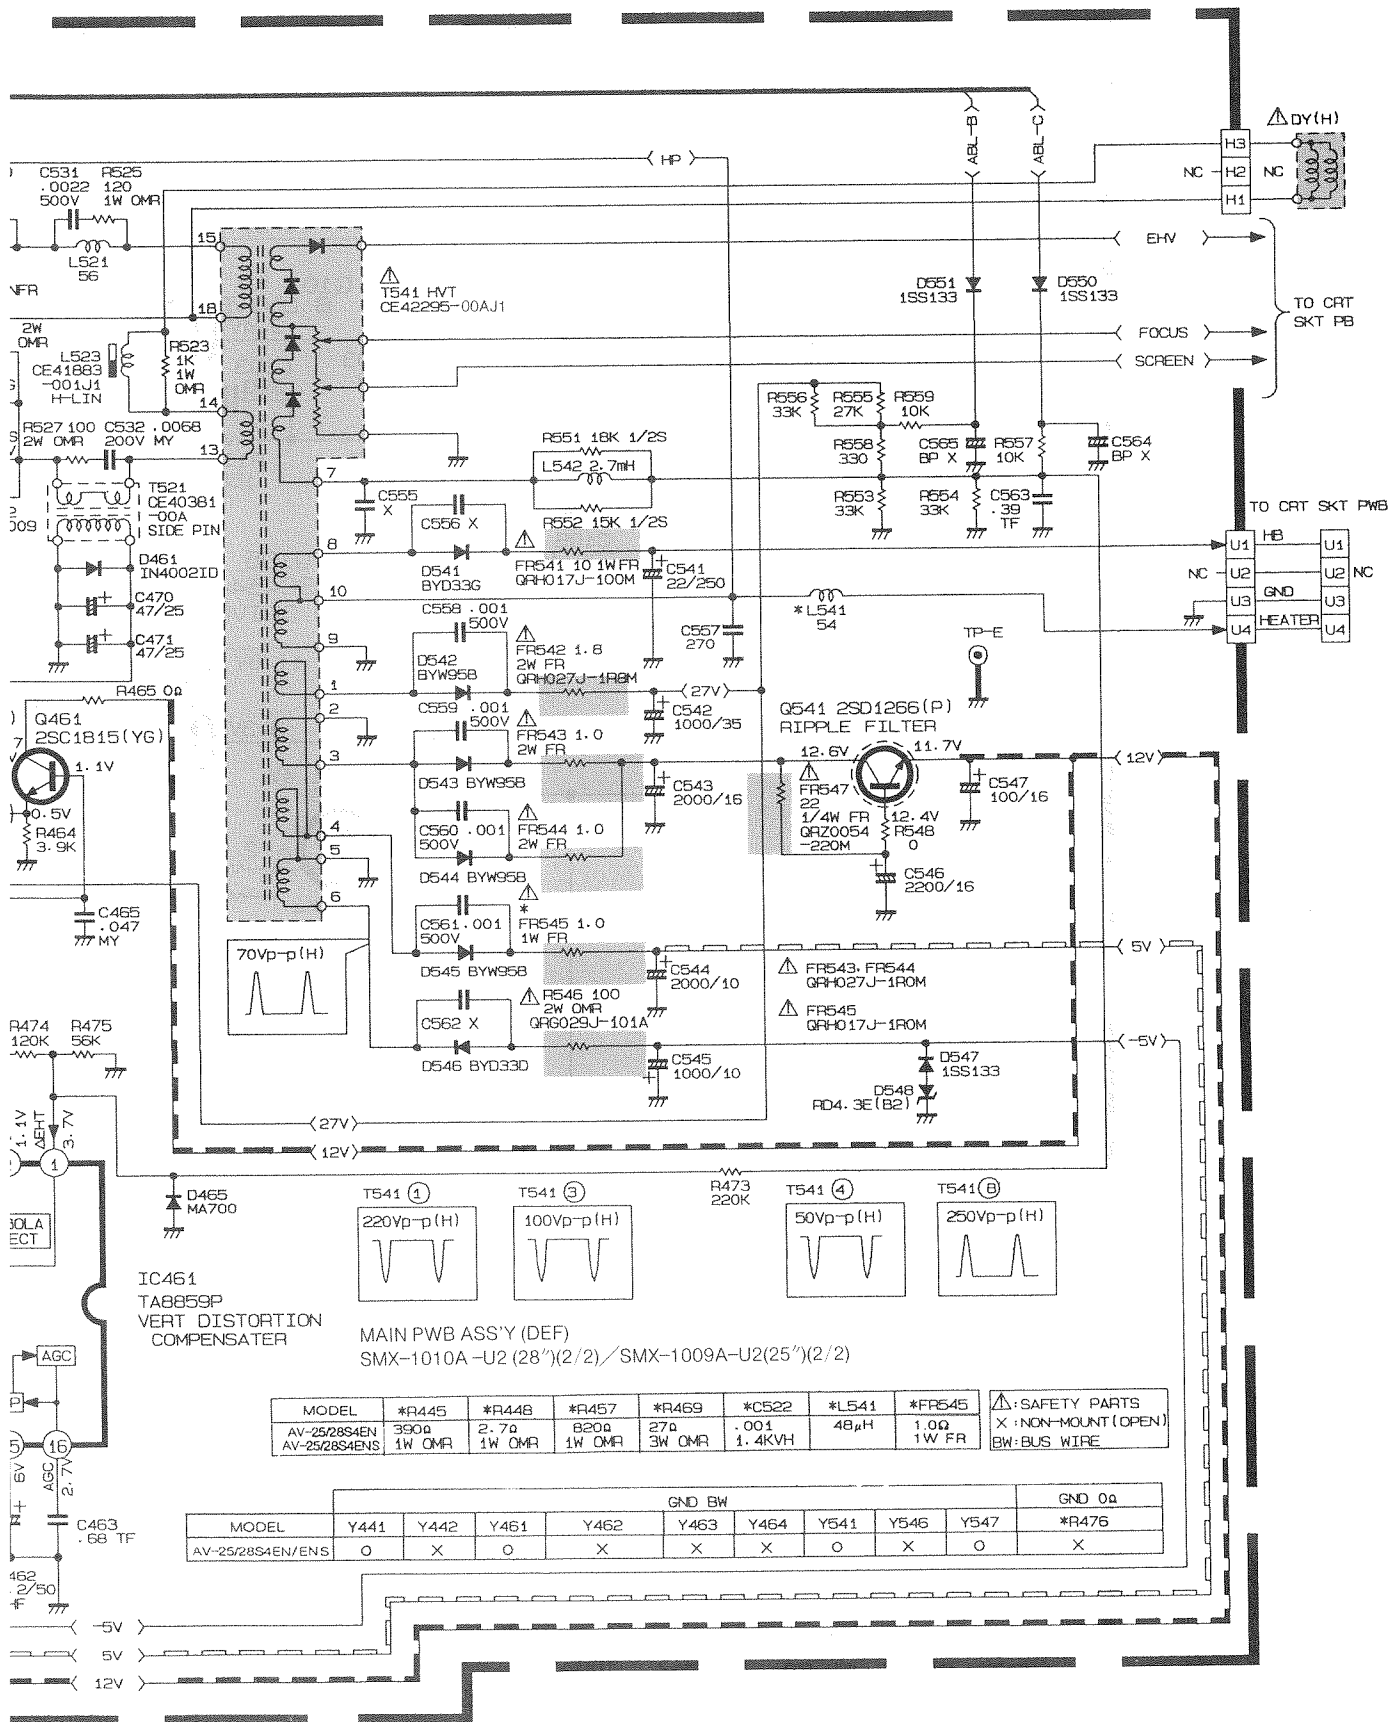 ABL-B
ABL-C
DY(H)
HP
H3
NC
H2
NC
H1
C531
.0022
500V
R525
120
1W OMR
L521
56
NFR
15
18
T541 HVT
CE42295-00AJ1
EHV
D551
1SS133
D550
1SS133
TO CRT
SKT PB
FOCUS
SCREEN
2W
OMR
L523
CE41883
-001J1
H-LIN
R523
1K
1W
OMR
14
13
R527 100
2W OMR
C532 .0068
200V MY
R556
33K
R555
27K
R559
10K
R558
330
C565
BP X
R557
10K
C564
BP X
R551 18K 1/2S
L542 2.7mH
R552 15K 1/2S
7
C555
X
C556 X
R553
33K
R554
33K
C563
.39
TF
T521
CE40381
-00A
SIDE PIN
009
TO CRT SKT PWB
U1
HB
U1
NC
U2
U2
NC
U3
GND
U3
U4
HEATER
U4
8
D541
BYD33G
FR541 10 1W FR
QRH017J-100M
C541
22/250
D461
IN4002ID
C470
47/25
C471
47/25
10
9
C558 .001
500V
D542
BYW95B
FR542 1.8
2W FR
QRH027J-1R8M
C557
270
*L541
54
TP-E
1
27V
C542
1000/35
R465 0Ω
Q461
2SC1815(YG)
1.1V
0.5V
R464
3.9K
2
3
C559 .001
500V
FR543 1.0
2W FR
D543 BYW95B
C543
2000/16
Q541 2SD1266(P)
RIPPLE FILTER
12.6V
11.7V
12V
FR547
22
1/4W FR
QRZ0054
-220M
12.4V
R548
0
C547
100/16
C546
2200/16
4
C560 .001
500V
FR544 1.0
2W FR
D544 BYW95B
5
6
C465
.047
MY
C561 .001
500V
*
FR545 1.0
1W FR
D545 BYW95B
C544
2000/10
5V
FR543, FR544
QRH027J-1R0M
FR545
QRH017J-1R0M
70Vp-p(H)
C562 X
R546 100
2W OMR
QRG029J-101A
D546 BYD33D
C545
1000/10
-5V
D547
1SS133
D548
RD4.3E(B2)
R474
120K
R475
56K
1.1V
ΔEHT
3.7V
1
27V
12V
R473
220K
D465
MA700
T541 ①
220Vp-p(H)
T541 ③
100Vp-p(H)
T541 ④
50Vp-p(H)
T541 ⑧
250Vp-p(H)
IC461
TA8859P
VERT DISTORTION
COMPENSATER
MAIN PWB ASS'Y (DEF)
SMX-1010A-U2 (28″)(2/2)/SMX-1009A-U2(25″)(2/2)
AGC
MODEL *R445 *R448 *R457 *R469 *C522 *L541 *FR545
AV-25/28S4EN
AV-25/28S4ENS
390Ω
1W OMR
2.7Ω
1W OMR
820Ω
1W OMR
27Ω
3W OMR
.001
1.4KVH
48μH
1.0Ω
1W FR
⚠:SAFETY PARTS
X :NON-MOUNT(OPEN)
BW:BUS WIRE
16
6V
AGC
2.7V
C463
.68 TF
GND BW GND 0Ω
MODEL Y441 Y442 Y461 Y462 Y463 Y464 Y541 Y546 Y547 *R476
AV-25/28S4EN/ENS O X O X X X O X O X
-5V
5V
12V